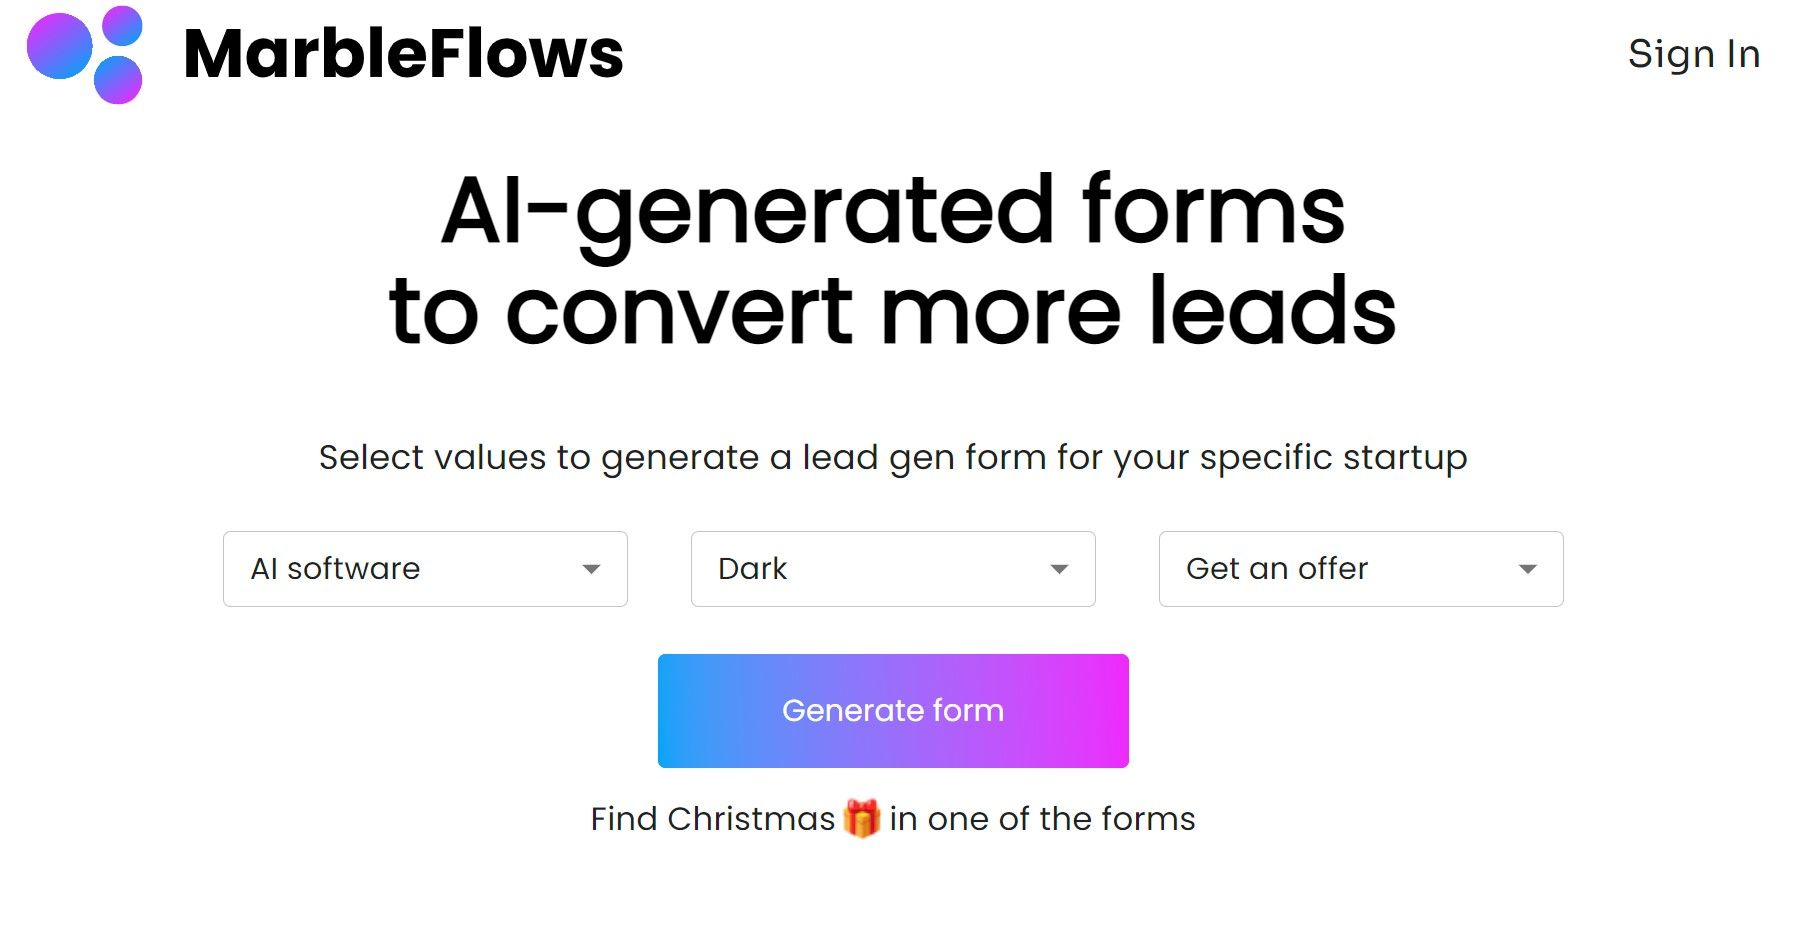 MarbleFlows
Sign In
AI-generated forms
to convert more leads
Select values to generate a lead gen form for your specific startup
AI software
Dark
Get an offer
Generate form
Find Christmas🎁in one of the forms